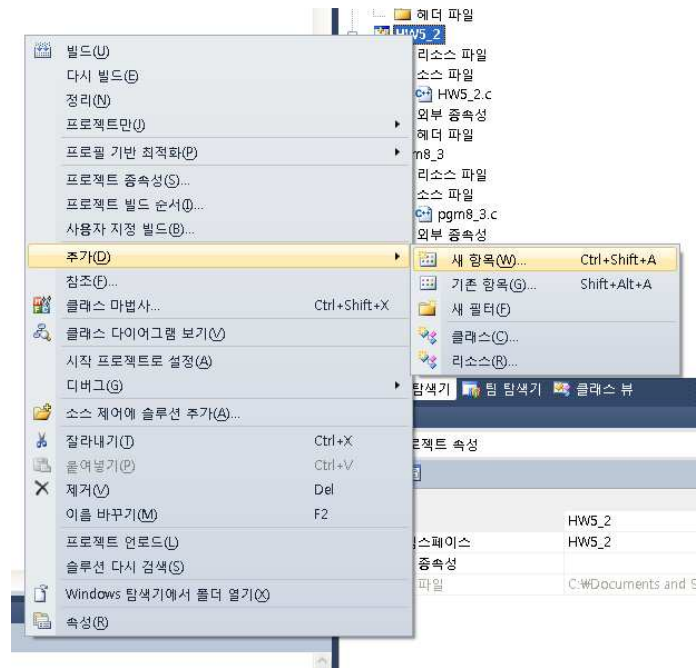 헤더 파일
HW5_2
빌드(U)
리소스 파일
다시 빌드(E)
소스 파일
정리(N)
HW5_2.c
프로젝트만(J)
외부 종속성
헤더 파일
프로필 기반 최적화(P)
m8_3
프로젝트 종속성(S)...
리소스 파일
프로젝트 빌드 순서(I)...
소스 파일
사용자 지정 빌드(B)...
pgm8_3.c
외부 종속성
추가(D)
새 항목(W)... Ctrl+Shift+A
참조(F)...
기존 항목(G)... Shift+Alt+A
클래스 마법사... Ctrl+Shift+X
새 필터(F)
클래스 다이어그램 보기(V)
클래스(C)...
시작 프로젝트로 설정(A)
리소스(R)...
디버그(G)
탐색기 팀 탐색기 클래스 뷰
소스 제어에 솔루션 추가(A)...
잘라내기(T) Ctrl+X
로젝트 속성
붙여넣기(P) Ctrl+V
제거(V) Del
이름 바꾸기(M) F2
HW5_2
프로젝트 언로드(L)
임스페이스 HW5_2
솔루션 다시 검색(S)
종속성
Windows 탐색기에서 폴더 열기(X)
파일 C:\Documents and S
속성(R)